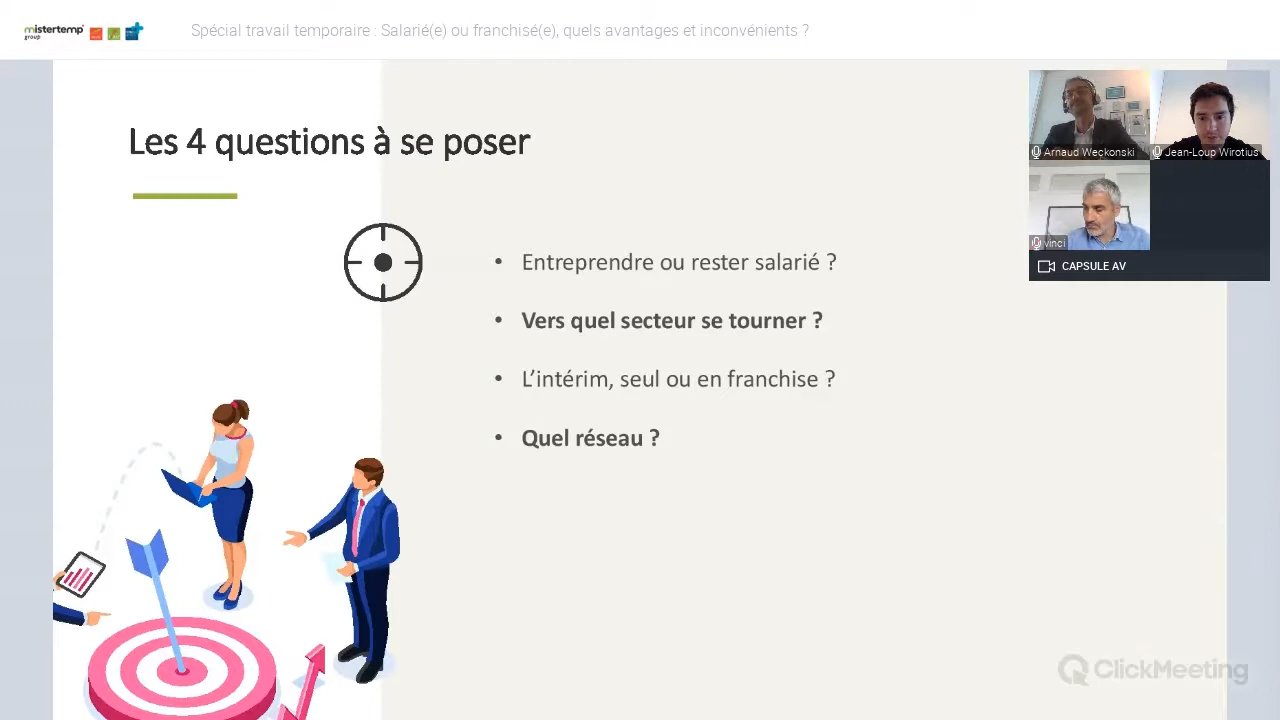 mistertemp'
group
Spécial travail temporaire : Salarié(e) ou franchisé(e), quels avantages et inconvénients ?
Les 4 questions à se poser
• Entreprendre ou rester salarié ?
• Vers quel secteur se tourner ?
• L'intérim, seul ou en franchise ?
• Quel réseau ?
Arnaud Weckonski
Jean-Loup Wirotius
vinci
CAPSULE AV
ClickMeeting